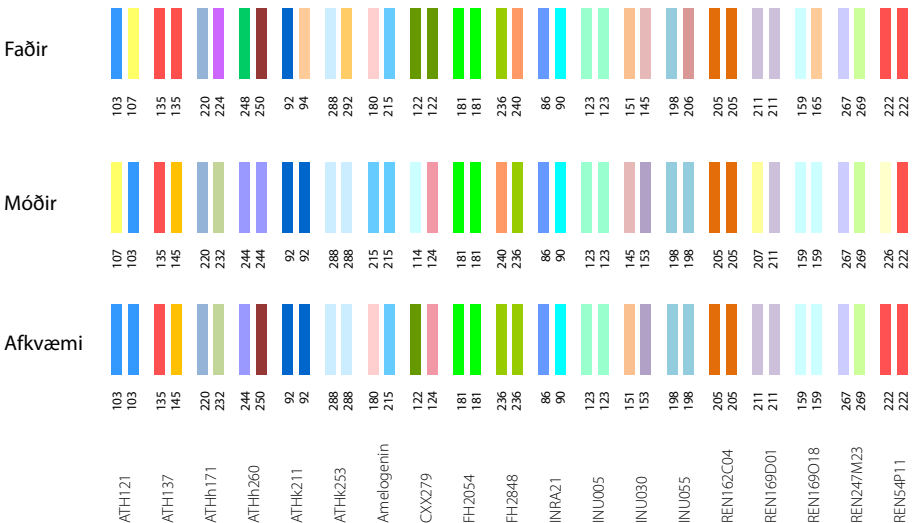 Faðir
103 107 135 135 220 224 248 250 92 94 288 292 180 215 122 122 181 181 236 240 86 90 123 123 151 145 198 206 205 205 211 211 159 165 267 269 222 222
Móðir
107 103 135 145 220 232 244 244 92 92 288 288 215 215 114 124 181 181 240 236 86 90 123 123 145 153 198 198 205 205 207 211 159 159 267 269 226 222
Afkvæmi
103 103 135 145 220 232 244 250 92 92 288 288 180 215 122 124 181 181 236 236 86 90 123 123 151 153 198 198 205 205 211 211 159 159 267 269 222 222
ATH121 ATH137 ATHh171 ATHh260 ATHk211 ATHk253 Amelogenin CXX279 FH2054 FH2848 INRA21 INU005 INU030 INU055 REN162C04 REN169D01 REN169O18 REN247M23 REN54P11